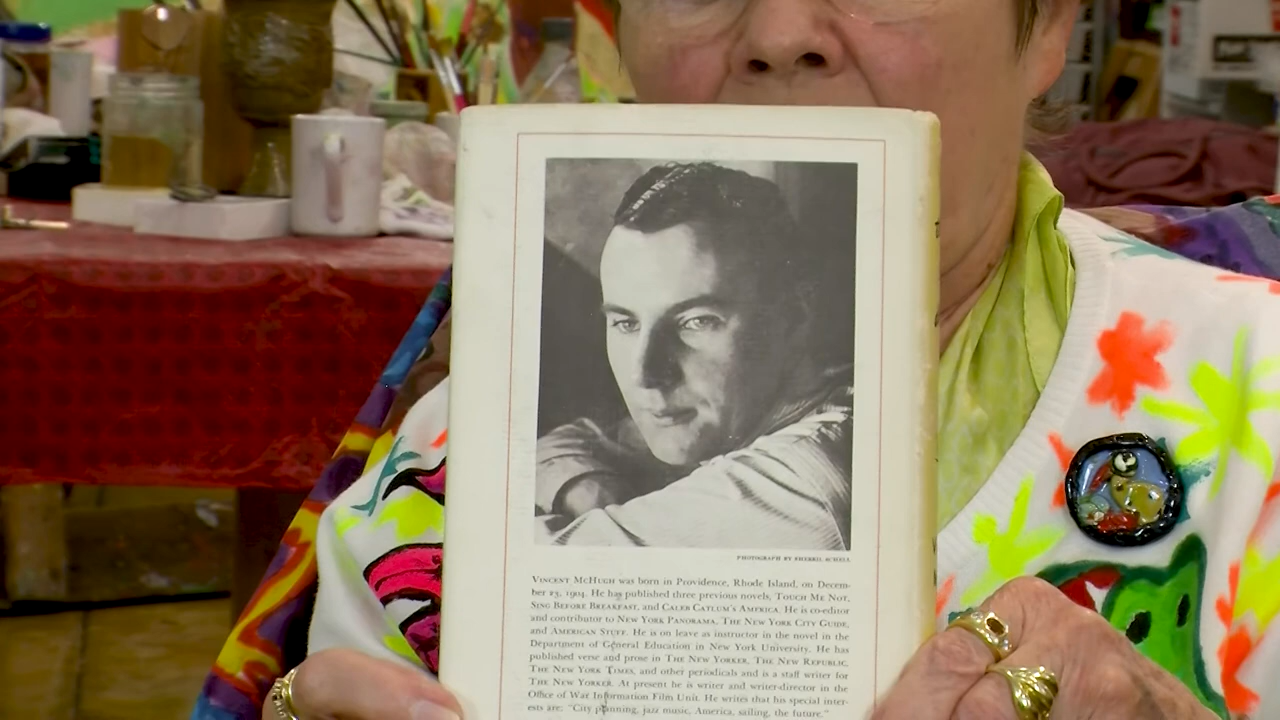 PHOTOGRAPH BY SHERRIL SCHELL
VINCENT MCHUGH was born in Providence, Rhode Island, on Decem-
ber 23, 1904. He has published three previous novels, TOUCH ME NOT,
SING BEFORE BREAKFAST, and CALEB CATLUM'S AMERICA. He is co-editor
and contributor to NEW YORK PANORAMA, THE NEW YORK CITY GUIDE,
and AMERICAN STUFF. He is on leave as instructor in the novel in the
Department of General Education in New York University. He has
published verse and prose in THE NEW YORKER, THE NEW REPUBLIC,
THE NEW YORK TIMES, and other periodicals and is a staff writer for
THE NEW YORKER. At present he is writer and writer-director in the
Office of War Information Film Unit. He writes that his special inter-
ests are: "City planning, jazz music, America, sailing, the future."